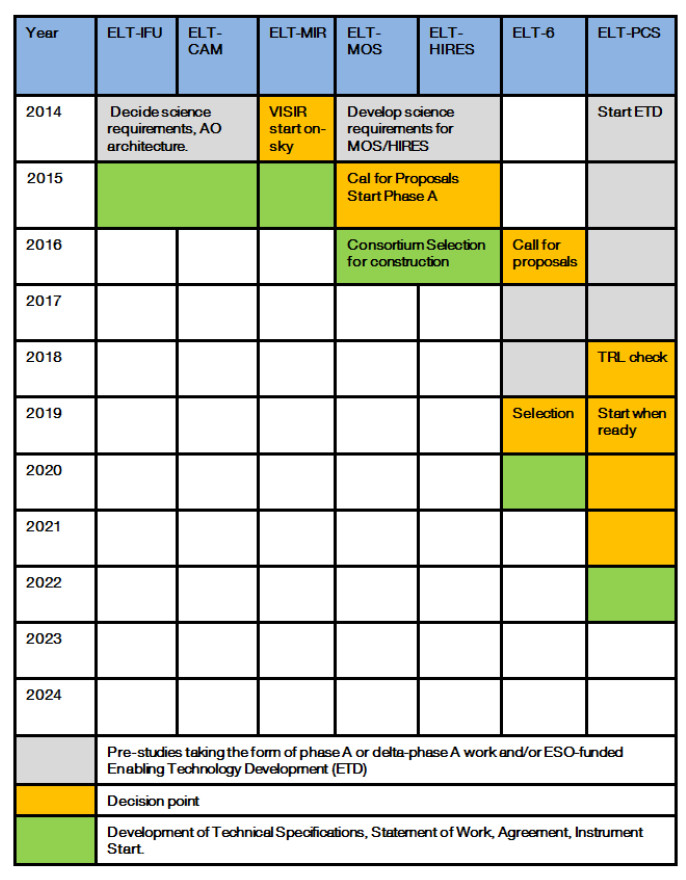 Year ELT-IFU ELT-CAM ELT-MIR ELT-MOS ELT-HIRES ELT-6 ELT-PCS
2014
Decide science
requirements, AO
architecture.
VISIR
start on-
sky
Develop science
requirements for
MOS/HIRES
Start ETD
2015
Call for Proposals
Start Phase A
2016
Consortium Selection
for construction
Call for
proposals
2017
2018
TRL check
2019
Selection
Start when
ready
2020
2021
2022
2023
2024
Pre-studies taking the form of phase A or delta-phase A work and/or ESO-funded
Enabling Technology Development (ETD)
Decision point
Development of Technical Specifications, Statement of Work, Agreement, Instrument
Start.